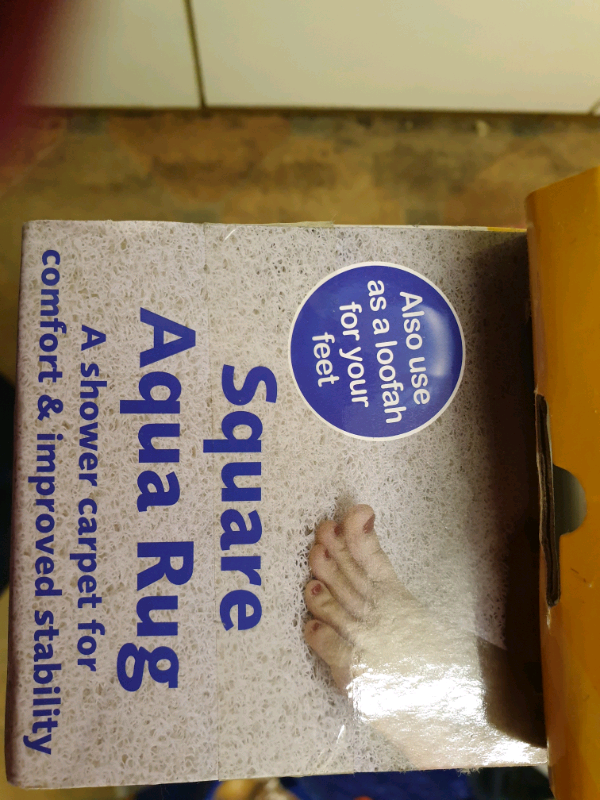 Also use
as a loofah
for your
feet
Square
Aqua Rug
A shower carpet for
comfort & improved stability